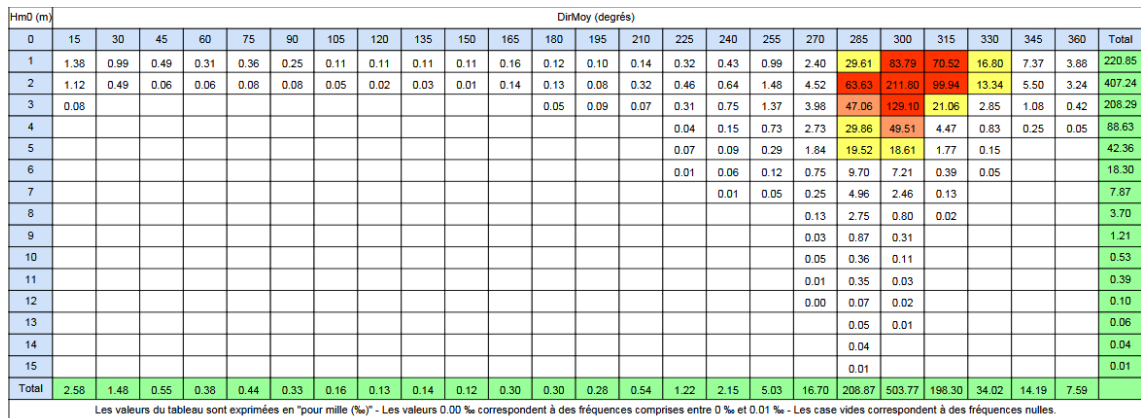 Hm0 (m) DirMoy (degrés)
0 15 30 45 60 75 90 105 120 135 150 165 180 195 210 225 240 255 270 285 300 315 330 345 360 Total
1 1.38 0.99 0.49 0.31 0.36 0.25 0.11 0.11 0.11 0.11 0.16 0.12 0.10 0.14 0.32 0.43 0.99 2.40 29.61 83.79 70.52 16.80 7.37 3.88 220.85
2 1.12 0.49 0.06 0.06 0.08 0.08 0.05 0.02 0.03 0.01 0.14 0.13 0.08 0.32 0.46 0.64 1.48 4.52 63.63 211.80 99.94 13.34 5.50 3.24 407.24
3 0.08 0.05 0.09 0.07 0.31 0.75 1.37 3.98 47.06 129.10 21.06 2.85 1.08 0.42 208.29
4 0.04 0.15 0.73 2.73 29.86 49.51 4.47 0.83 0.25 0.05 88.63
5 0.07 0.09 0.29 1.84 19.52 18.61 1.77 0.15 42.36
6 0.01 0.06 0.12 0.75 9.70 7.21 0.39 0.05 18.30
7 0.01 0.05 0.25 4.96 2.46 0.13 7.87
8 0.13 2.75 0.80 0.02 3.70
9 0.03 0.87 0.31 1.21
10 0.05 0.36 0.11 0.53
11 0.01 0.35 0.03 0.39
12 0.00 0.07 0.02 0.10
13 0.05 0.01 0.06
14 0.04 0.04
15 0.01 0.01
Total 2.58 1.48 0.55 0.38 0.44 0.33 0.16 0.13 0.14 0.12 0.30 0.30 0.28 0.54 1.22 2.15 5.03 16.70 208.87 503.77 198.30 34.02 14.19 7.59
Les valeurs du tableau sont exprimées en "pour mille (‰)" - Les valeurs 0.00 ‰ correspondent à des fréquences comprises entre 0 ‰ et 0.01 ‰ - Les case vides correspondent à des fréquences nulles.